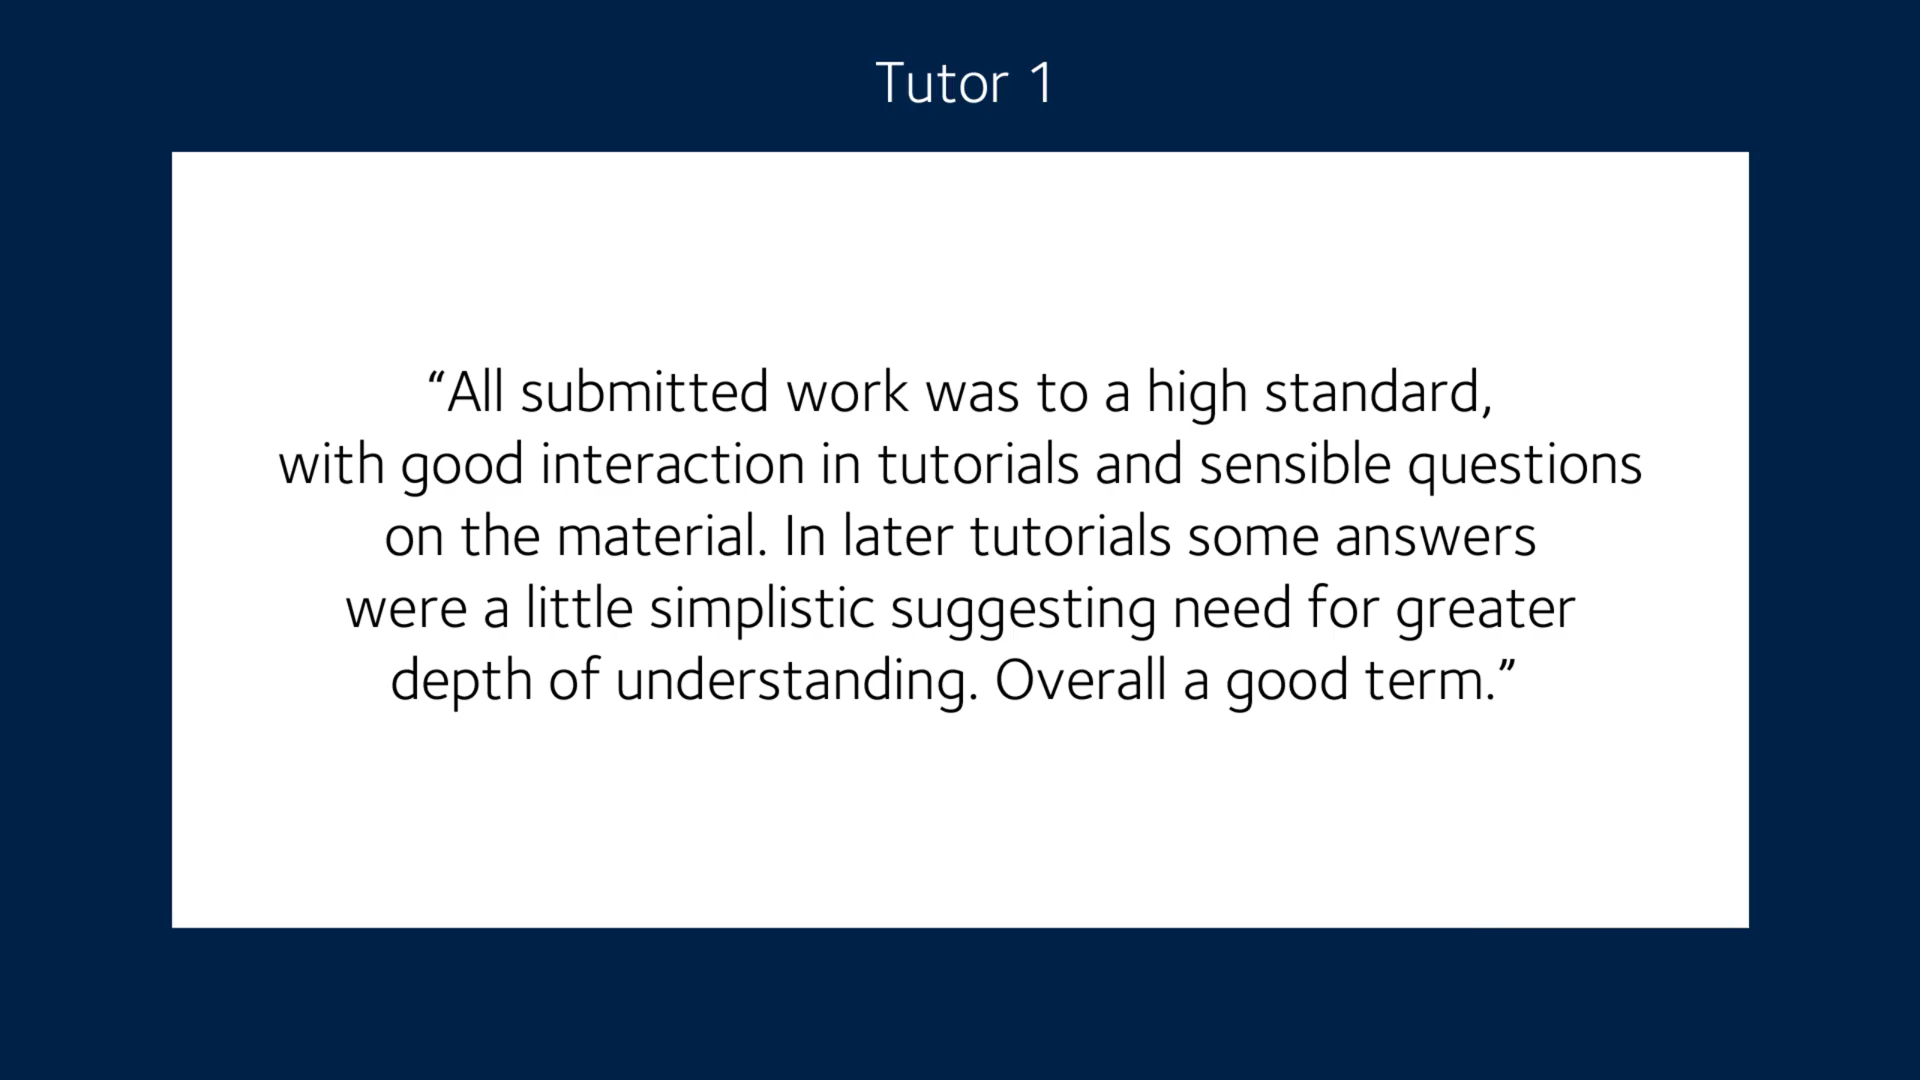 Tutor 1
“All submitted work was to a high standard,
with good interaction in tutorials and sensible questions
on the material. In later tutorials some answers
were a little simplistic suggesting need for greater
depth of understanding. Overall a good term.”